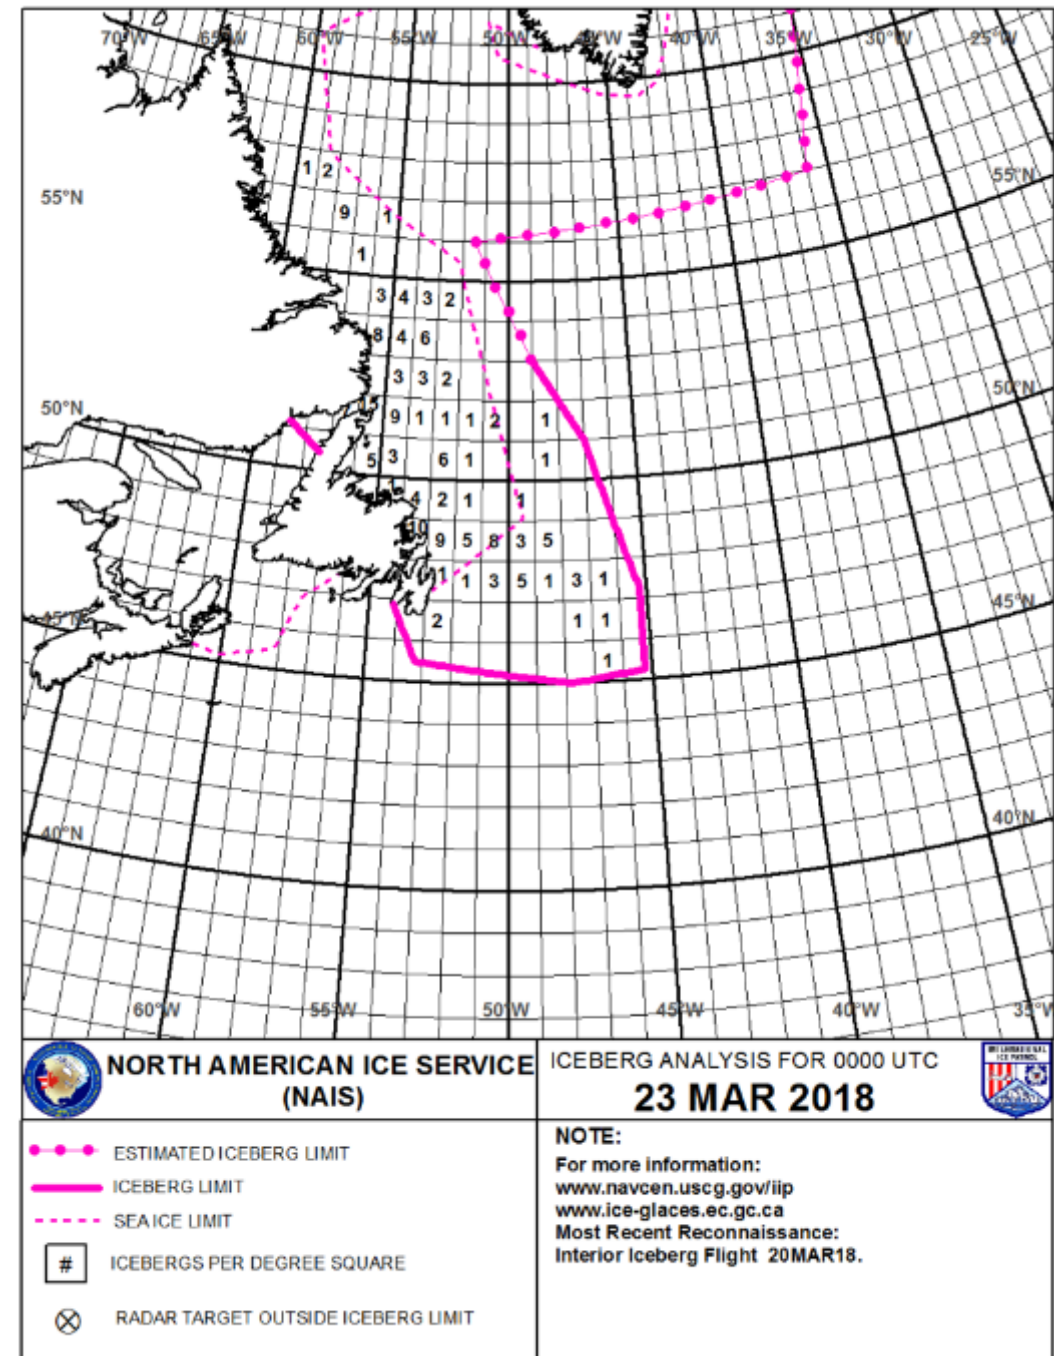 70°W 65°W 60°W 55°W 50°W 45°W 40°W 35°W 30°W 25°W
1 2
55°N 55°N
9 1
1
3 4 3 2
8 4 6
3 3 2
50°N 50°N
15 9 1 1 1 2 1
5 3 6 1 1
1 4 2 1 1
10 9 5 8 3 5
1 1 3 5 1 3 1
45°N 45°N
2 1 1
1
40°N 40°N
60°W 55°W 50°W 45°W 40°W 35°W
NORTH AMERICAN ICE SERVICE
(NAIS)
ICEBERG ANALYSIS FOR 0000 UTC
23 MAR 2018
ESTIMATED ICEBERG LIMIT
ICEBERG LIMIT
SEA ICE LIMIT
# ICEBERGS PER DEGREE SQUARE
RADAR TARGET OUTSIDE ICEBERG LIMIT
NOTE:
For more information:
www.navcen.uscg.gov/iip
www.ice-glaces.ec.gc.ca
Most Recent Reconnaissance:
Interior Iceberg Flight 20MAR18.